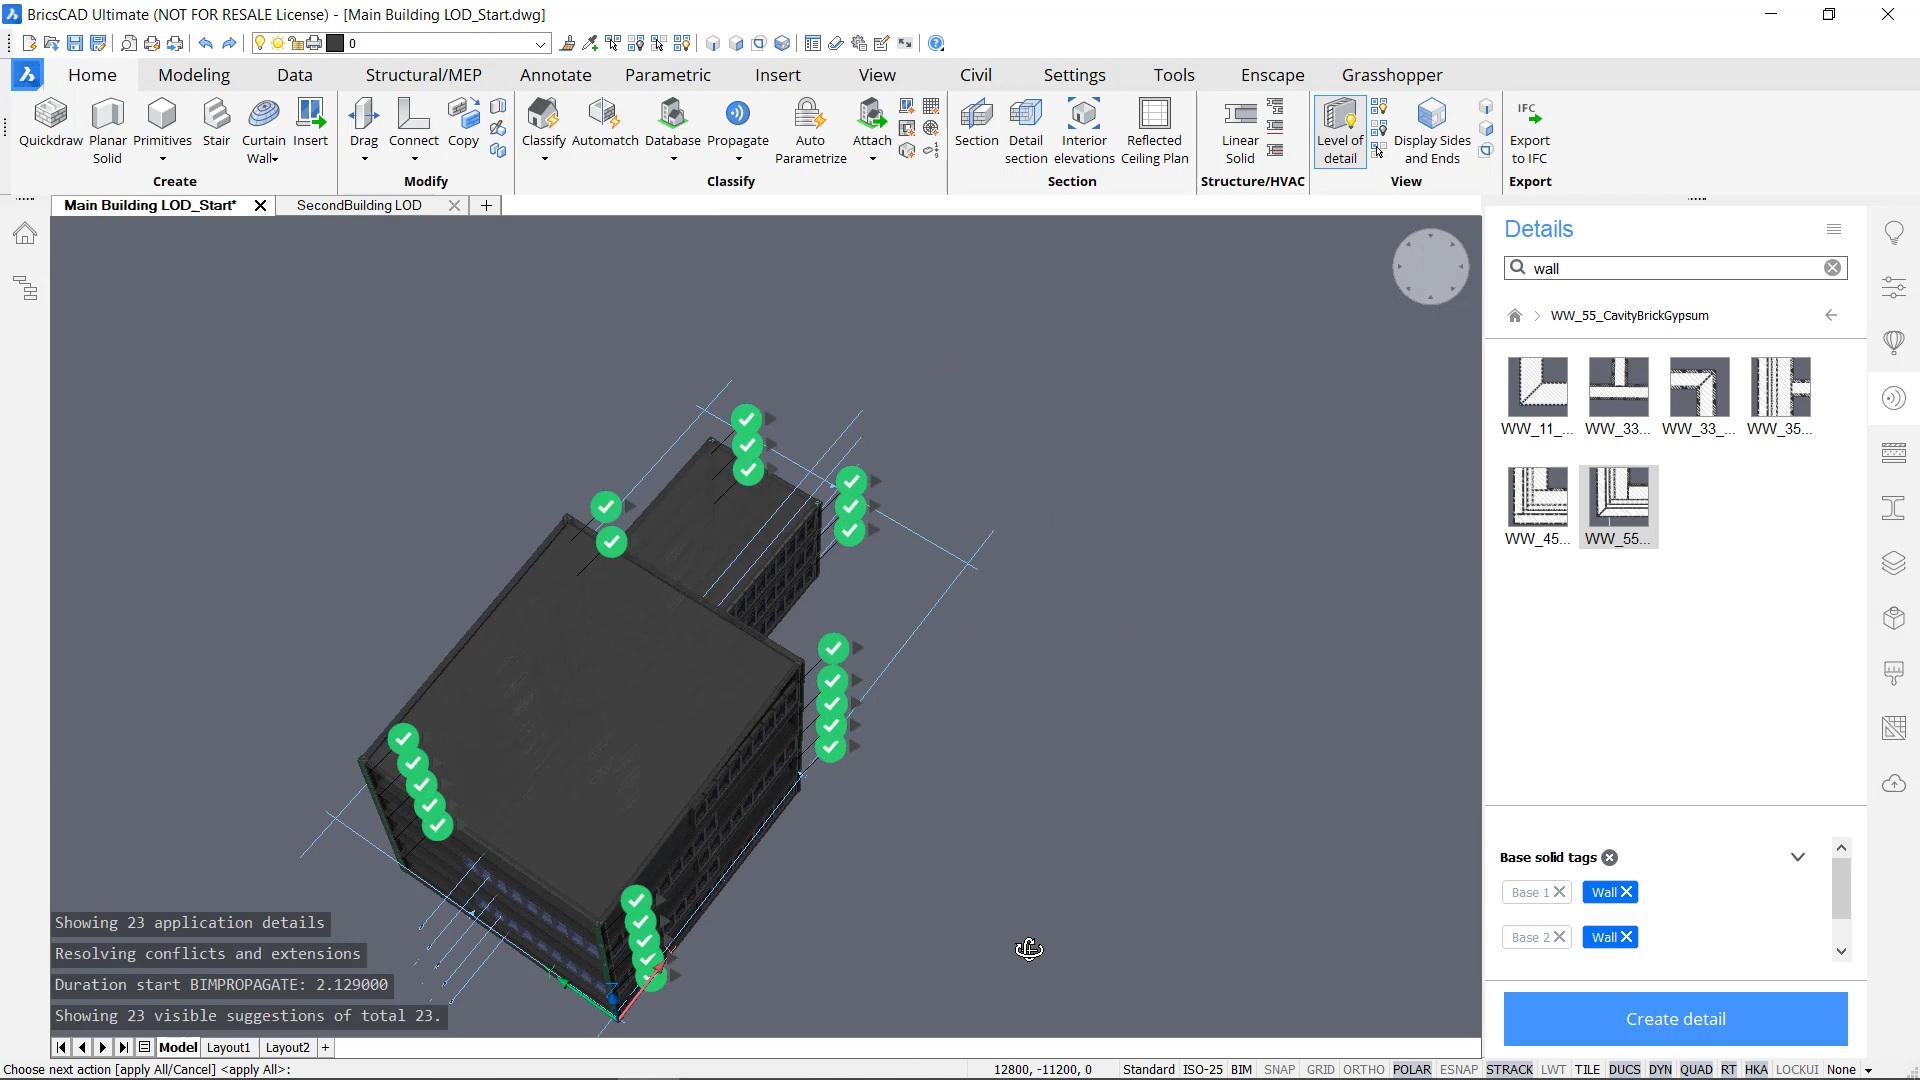 BricsCAD Ultimate (NOT FOR RESALE License) - [Main Building LOD_Start.dwg]
0
Home Modeling Data Structural/MEP Annotate Parametric Insert View Civil Settings Tools Enscape Grasshopper
Quickdraw Planar Solid Primitives Stair Curtain Wall Insert
Drag Connect Copy
Classify Automatch Database Propagate Auto Parametrize Attach
Section Detail section Interior elevations Reflected Ceiling Plan
Linear Solid
Level of detail Display Sides and Ends
IFC
Export to IFC
Create Modify Classify Section Structure/HVAC View Export
Main Building LOD_Start* SecondBuilding LOD
Details
wall
WW_55_CavityBrickGypsum
WW_11_... WW_33... WW_33_... WW_35...
WW_45... WW_55...
Base solid tags
Base 1 Wall
Base 2 Wall
Create detail
Showing 23 application details
Resolving conflicts and extensions
Duration start BIMPROPAGATE: 2.129000
Showing 23 visible suggestions of total 23.
Model Layout1 Layout2 +
Choose next action [apply All/Cancel] <apply All>:
12800, -11200, 0 Standard ISO-25 BIM SNAP GRID ORTHO POLAR ESNAP STRACK LWT TILE DUCS DYN QUAD RT HKA LOCKUI None